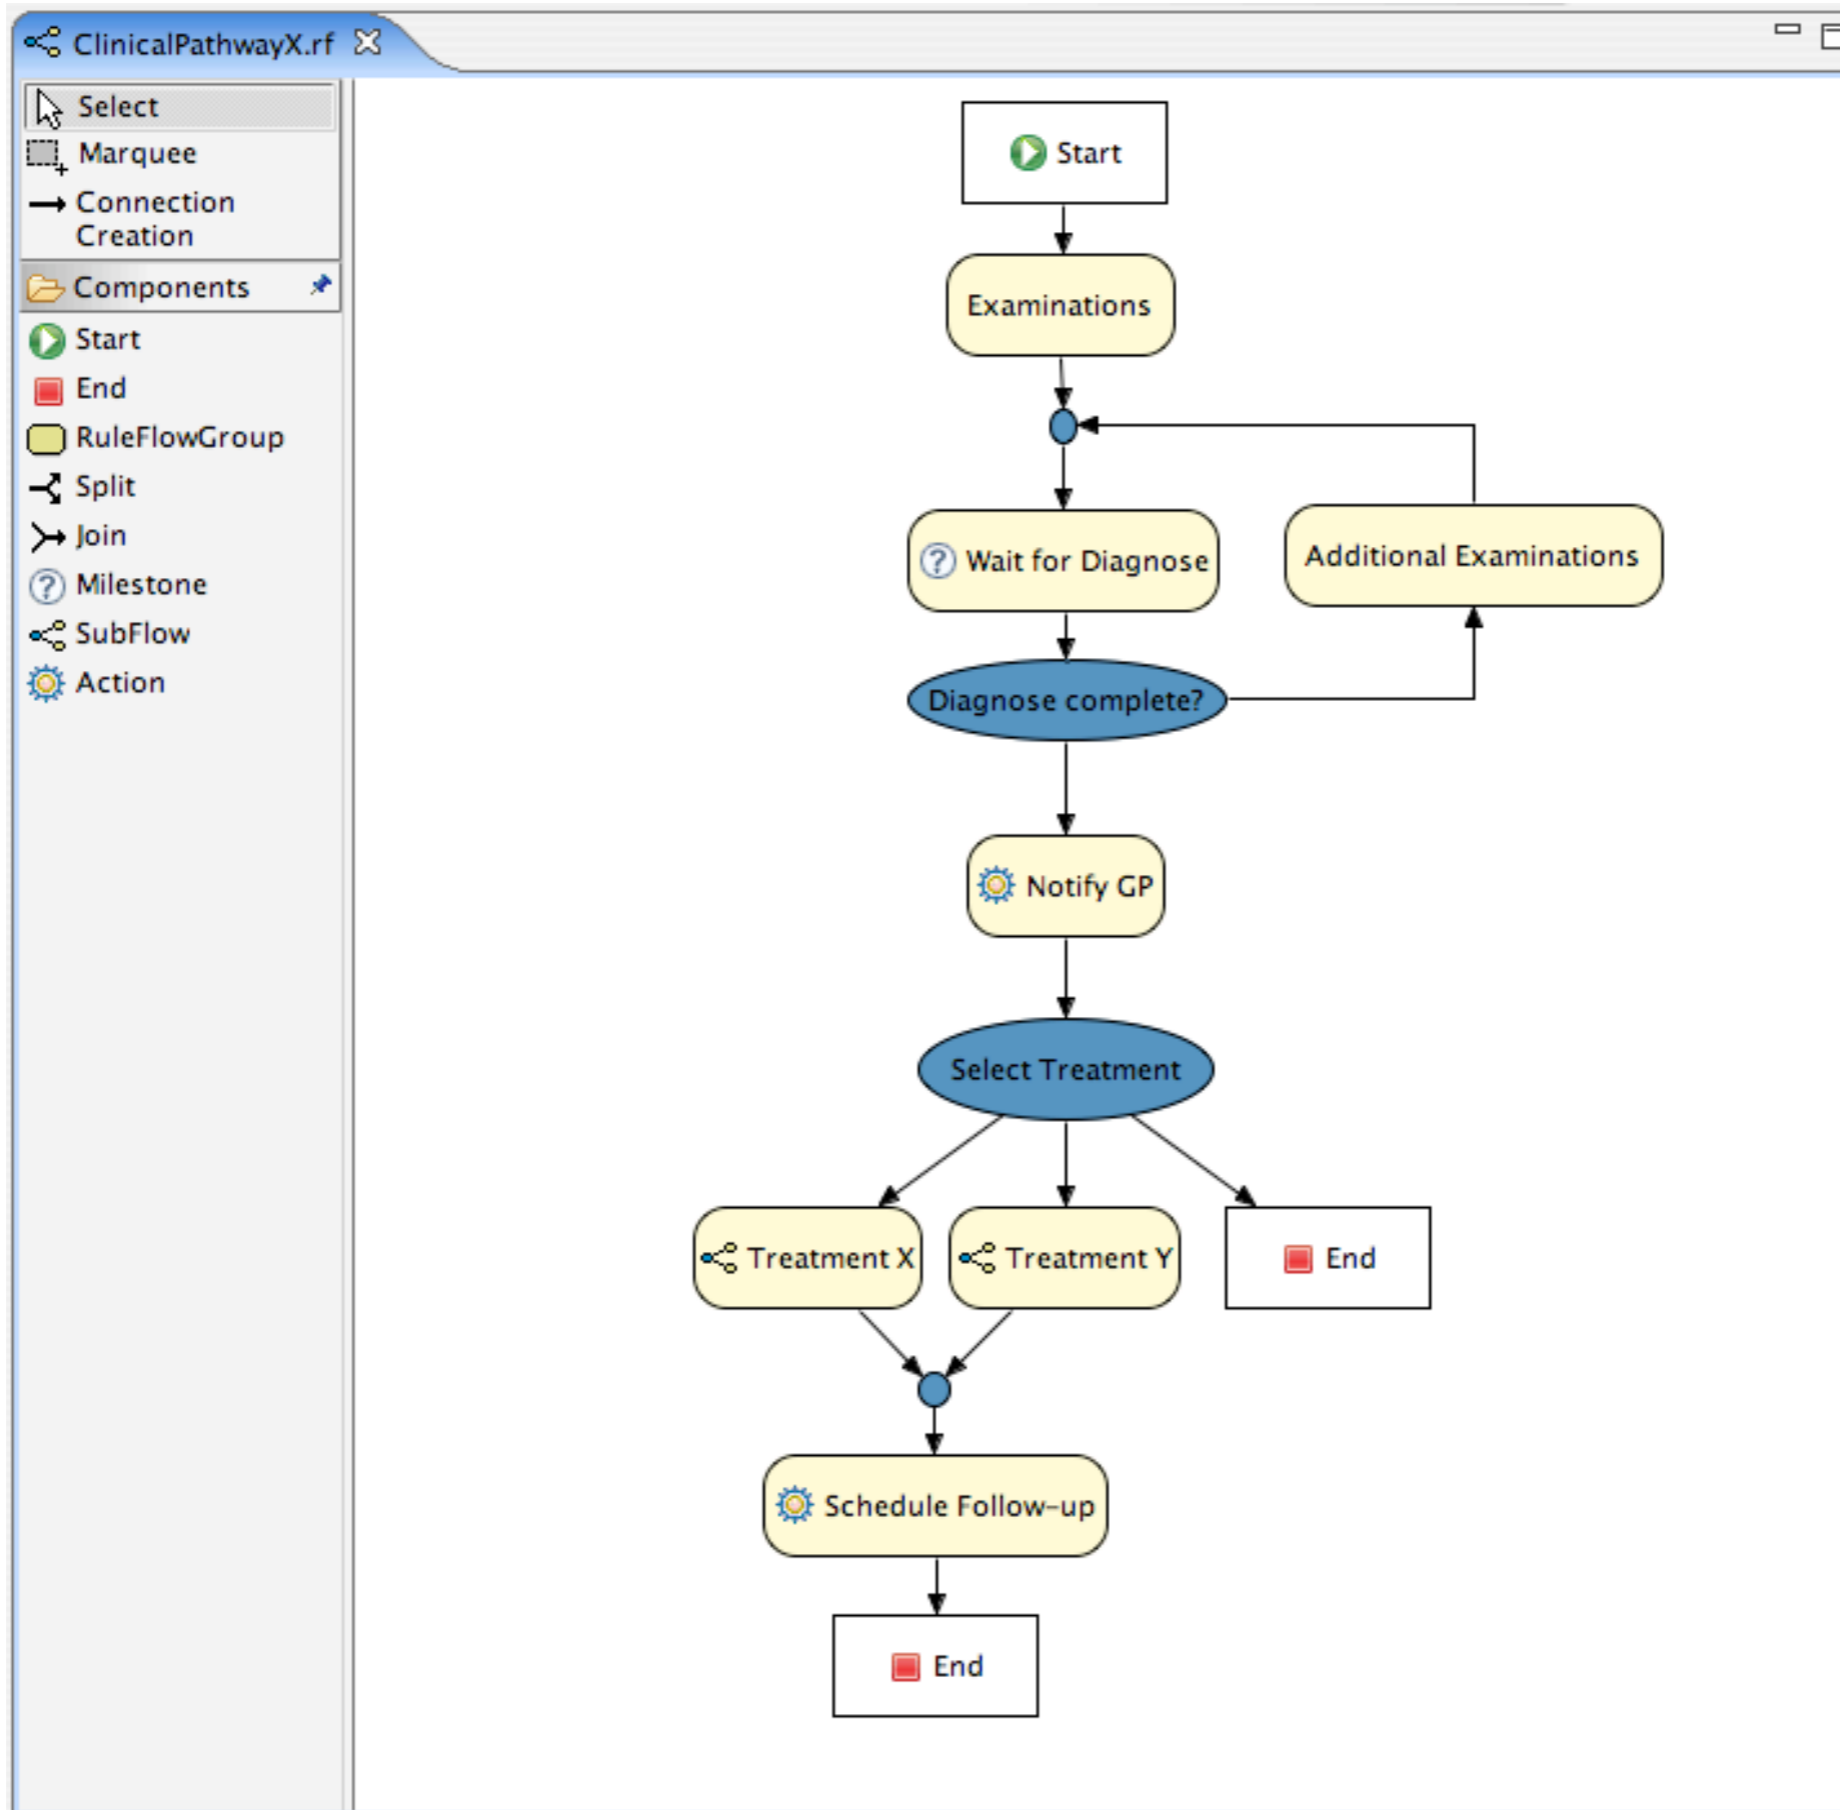 ClinicalPathwayX.rf
Select
Marquee
Connection
Creation
Components
Start
End
RuleFlowGroup
Split
Join
Milestone
SubFlow
Action
Start
Examinations
Wait for Diagnose
Additional Examinations
Diagnose complete?
Notify GP
Select Treatment
Treatment X
Treatment Y
End
Schedule Follow-up
End